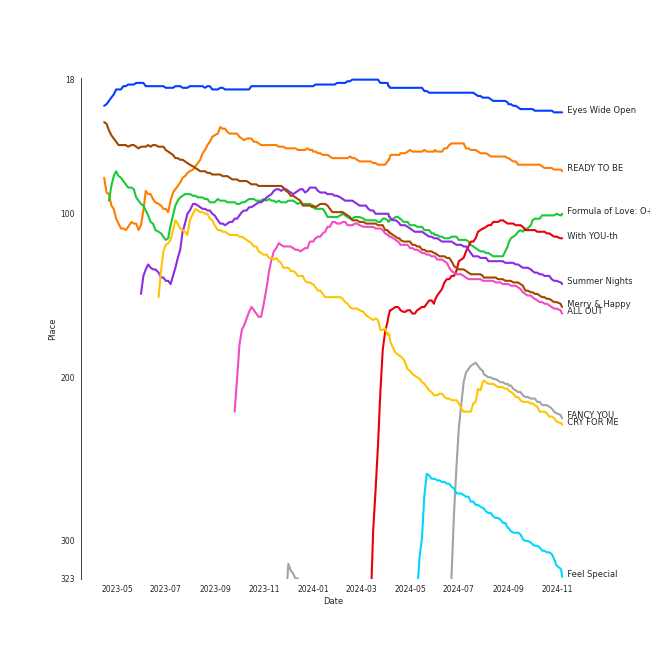 18
Eyes Wide Open
READY TO BE
100
Formula of Love: O+
With YOU-th
Summer Nights
Merry & Happy
ALL OUT
Place
200
FANCY YOU
CRY FOR ME
300
Feel Special
323
2023-05 2023-07 2023-09 2023-11 2024-01 2024-03 2024-05 2024-07 2024-09 2024-11
Date